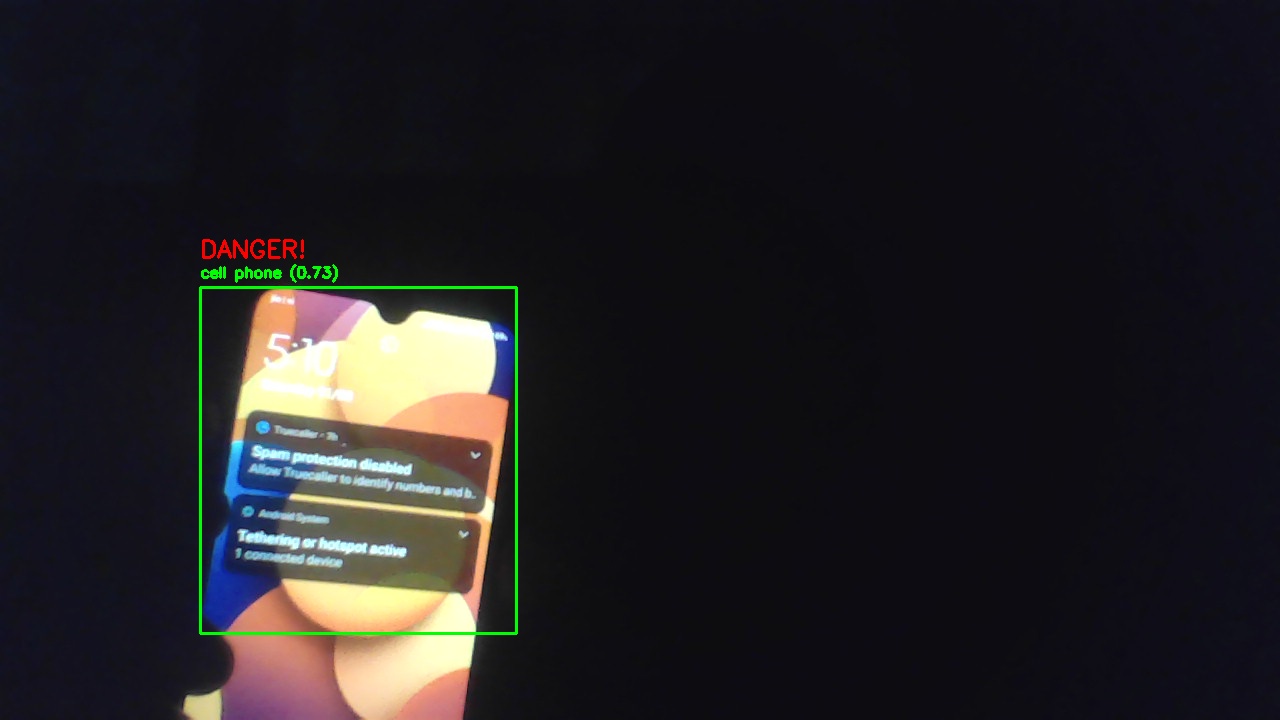 DANGER!
cell phone (0.73)
5:10
Truecaller • 3h
Spam protection disabled
Allow Truecaller to identify numbers and b..
Android System
Tethering or hotspot active
1 connected device